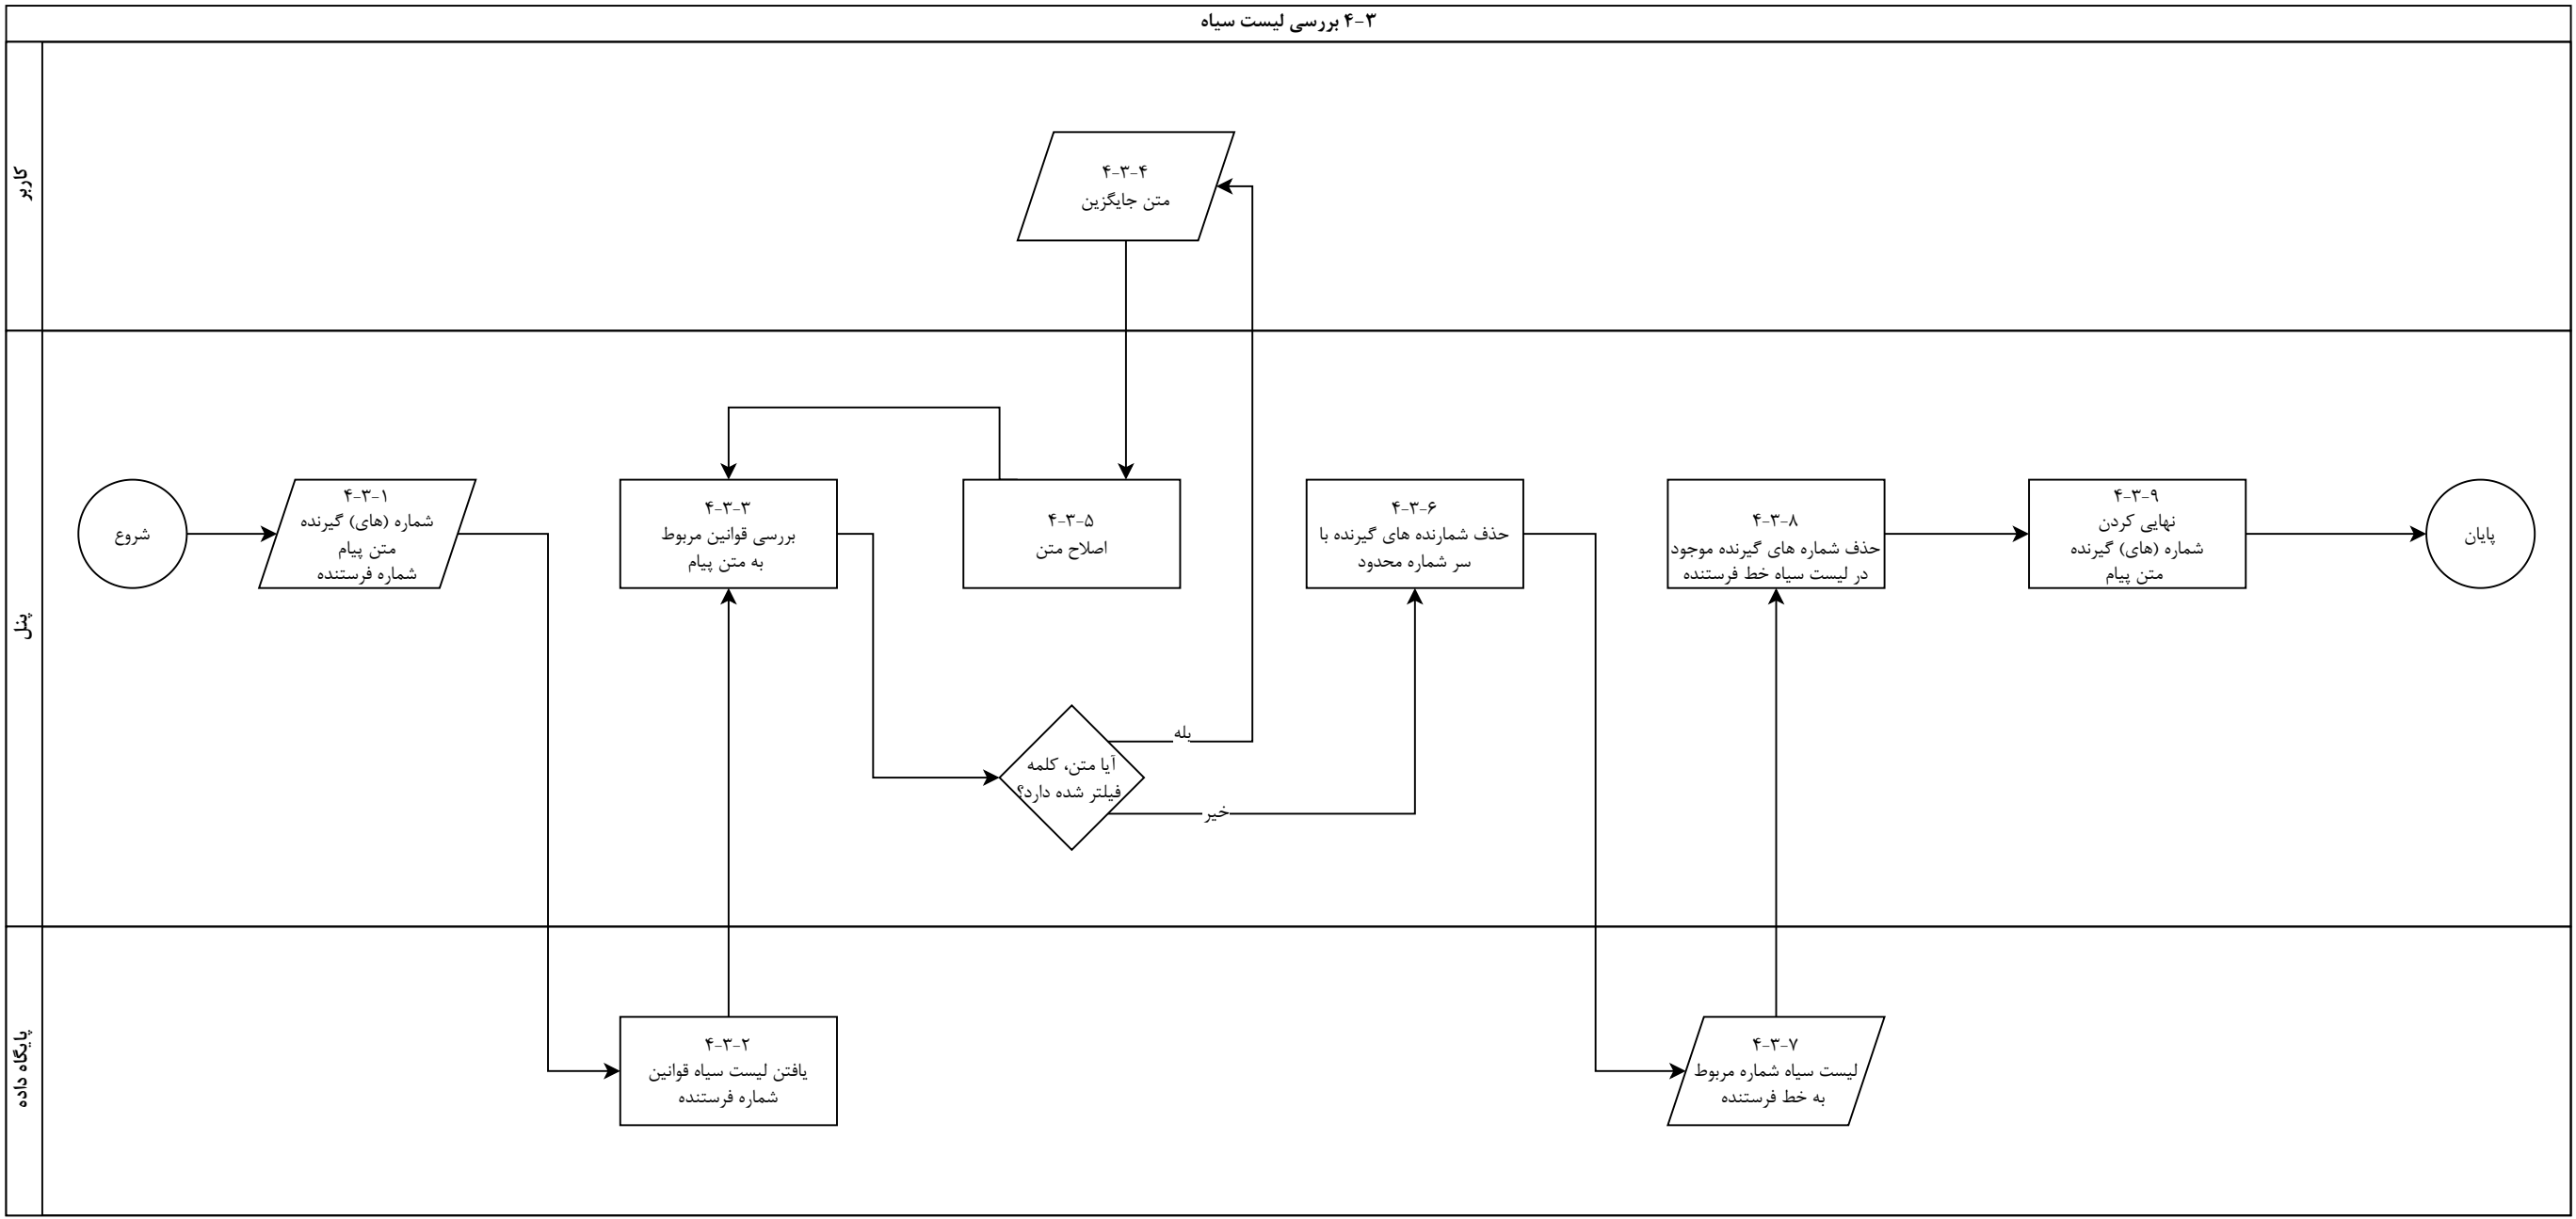 ۴-۳ بررسی لیست سیاه
کاربر
۴-۳-۴
متن جایگزین
پنل
شروع
۴-۳-۱
شماره (های) گیرنده
متن پیام
شماره فرستنده
۴-۳-۳
بررسی قوانین مربوط
به متن پیام
۴-۳-۵
اصلاح متن
۴-۳-۶
حذف شمارنده های گیرنده با
سر شماره محدود
۴-۳-۸
حذف شماره های گیرنده موجود
در لیست سیاه خط فرستنده
۴-۳-۹
نهایی کردن
شماره (های) گیرنده
متن پیام
پایان
بله
آیا متن، کلمه
فیلتر شده دارد؟
خیر
پایگاه داده
۴-۳-۲
یافتن لیست سیاه قوانین
شماره فرستنده
۴-۳-۷
لیست سیاه شماره مربوط
به خط فرستنده